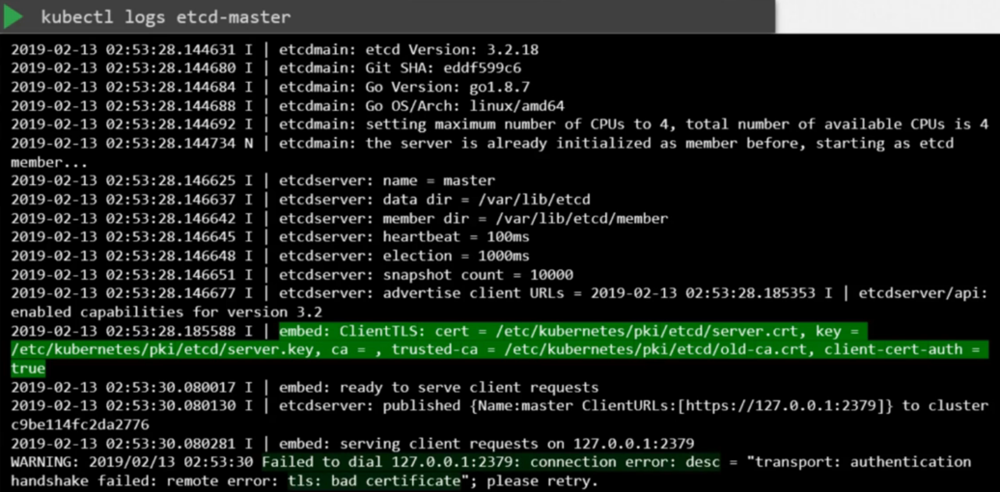 kubectl logs etcd-master
2019-02-13 02:53:28.144631 I | etcdmain: etcd Version: 3.2.18
2019-02-13 02:53:28.144680 I | etcdmain: Git SHA: eddf599c6
2019-02-13 02:53:28.144684 I | etcdmain: Go Version: go1.8.7
2019-02-13 02:53:28.144688 I | etcdmain: Go OS/Arch: linux/amd64
2019-02-13 02:53:28.144692 I | etcdmain: setting maximum number of CPUs to 4, total number of available CPUs is 4
2019-02-13 02:53:28.144734 N | etcdmain: the server is already initialized as member before, starting as etcd
member...
2019-02-13 02:53:28.146625 I | etcdserver: name = master
2019-02-13 02:53:28.146637 I | etcdserver: data dir = /var/lib/etcd
2019-02-13 02:53:28.146642 I | etcdserver: member dir = /var/lib/etcd/member
2019-02-13 02:53:28.146645 I | etcdserver: heartbeat = 100ms
2019-02-13 02:53:28.146648 I | etcdserver: election = 1000ms
2019-02-13 02:53:28.146651 I | etcdserver: snapshot count = 10000
2019-02-13 02:53:28.146677 I | etcdserver: advertise client URLs = 2019-02-13 02:53:28.185353 I | etcdserver/api:
enabled capabilities for version 3.2
2019-02-13 02:53:28.185588 I | embed: ClientTLS: cert = /etc/kubernetes/pki/etcd/server.crt, key =
/etc/kubernetes/pki/etcd/server.key, ca = , trusted-ca = /etc/kubernetes/pki/etcd/old-ca.crt, client-cert-auth =
true
2019-02-13 02:53:30.080017 I | embed: ready to serve client requests
2019-02-13 02:53:30.080130 I | etcdserver: published {Name:master ClientURLs:[https://127.0.0.1:2379]} to cluster
c9be114fc2da2776
2019-02-13 02:53:30.080281 I | embed: serving client requests on 127.0.0.1:2379
WARNING: 2019/02/13 02:53:30 Failed to dial 127.0.0.1:2379: connection error: desc = "transport: authentication
handshake failed: remote error: tls: bad certificate"; please retry.